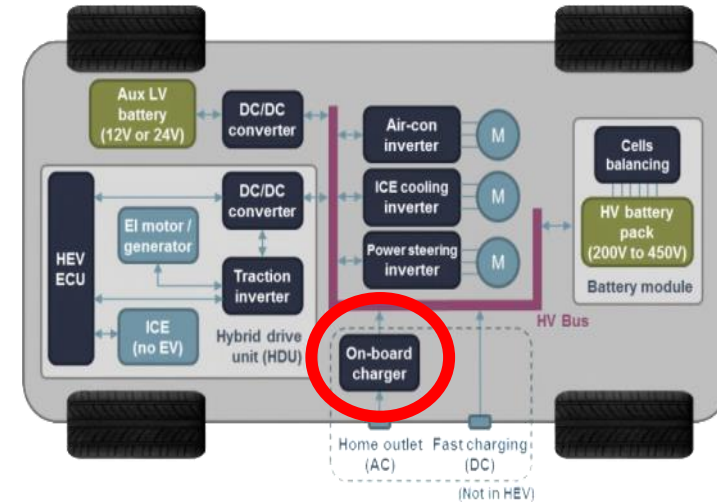 Aux LV
battery
(12V or 24V)
DC/DC
converter
Air-con
inverter
M
Cells
balancing
HEV
ECU
DC/DC
converter
EI motor /
generator
Traction
inverter
ICE
(no EV)
Hybrid drive
unit (HDU)
ICE cooling
inverter
M
Power steering
inverter
M
HV battery
pack
(200V to 450V)
Battery module
HV Bus
On-board
charger
Home outlet
(AC)
Fast charging
(DC)
(Not in HEV)